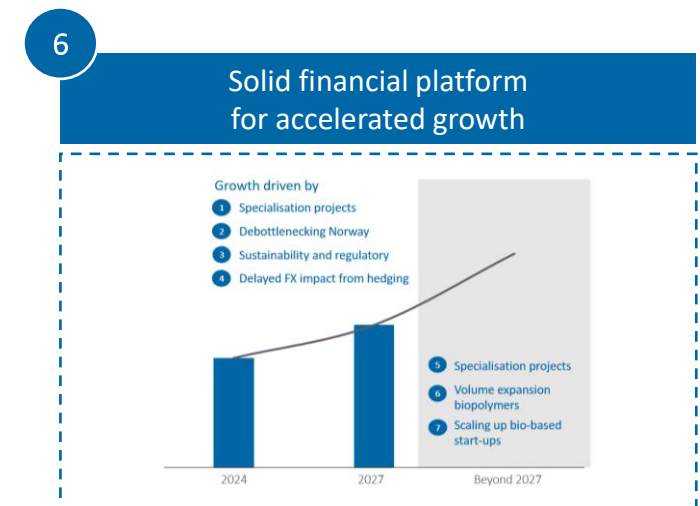 6
Solid financial platform
for accelerated growth
Growth driven by
1 Specialisation projects
2 Debottlenecking Norway
3 Sustainability and regulatory
4 Delayed FX impact from hedging
5 Specialisation projects
6 Volume expansion
biopolymers
7 Scaling up bio-based
start-ups
2024 2027 Beyond 2027